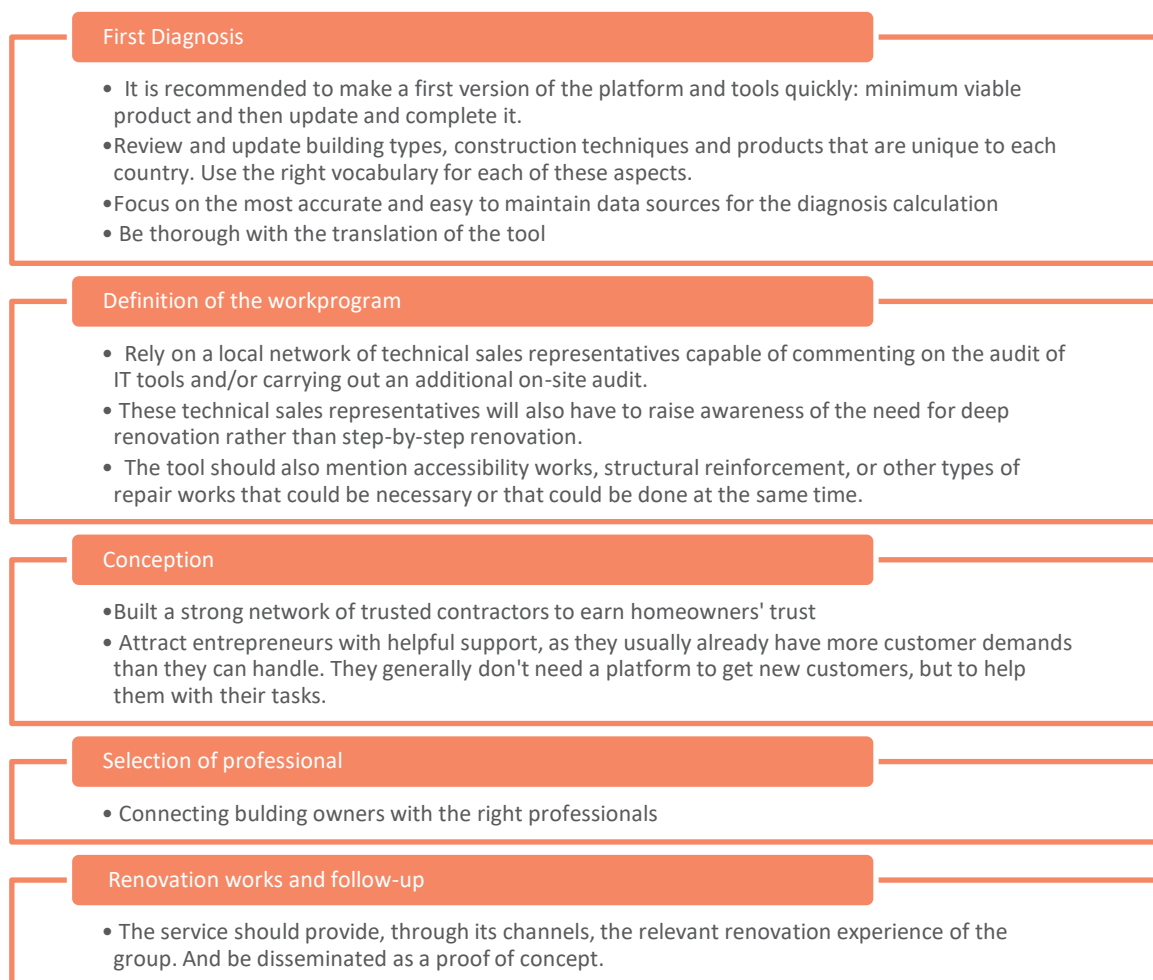 First Diagnosis
• It is recommended to make a first version of the platform and tools quickly: minimum viable
product and then update and complete it.
•Review and update building types, construction techniques and products that are unique to each
country. Use the right vocabulary for each of these aspects.
•Focus on the most accurate and easy to maintain data sources for the diagnosis calculation
• Be thorough with the translation of the tool
Definition of the workprogram
• Rely on a local network of technical sales representatives capable of commenting on the audit of
IT tools and/or carrying out an additional on-site audit.
• These technical sales representatives will also have to raise awareness of the need for deep
renovation rather than step-by-step renovation.
• The tool should also mention accessibility works, structural reinforcement, or other types of
repair works that could be necessary or that could be done at the same time.
Conception
•Built a strong network of trusted contractors to earn homeowners' trust
• Attract entrepreneurs with helpful support, as they usually already have more customer demands
than they can handle. They generally don't need a platform to get new customers, but to help
them with their tasks.
Selection of professional
• Connecting bulding owners with the right professionals
Renovation works and follow-up
• The service should provide, through its channels, the relevant renovation experience of the
group. And be disseminated as a proof of concept.